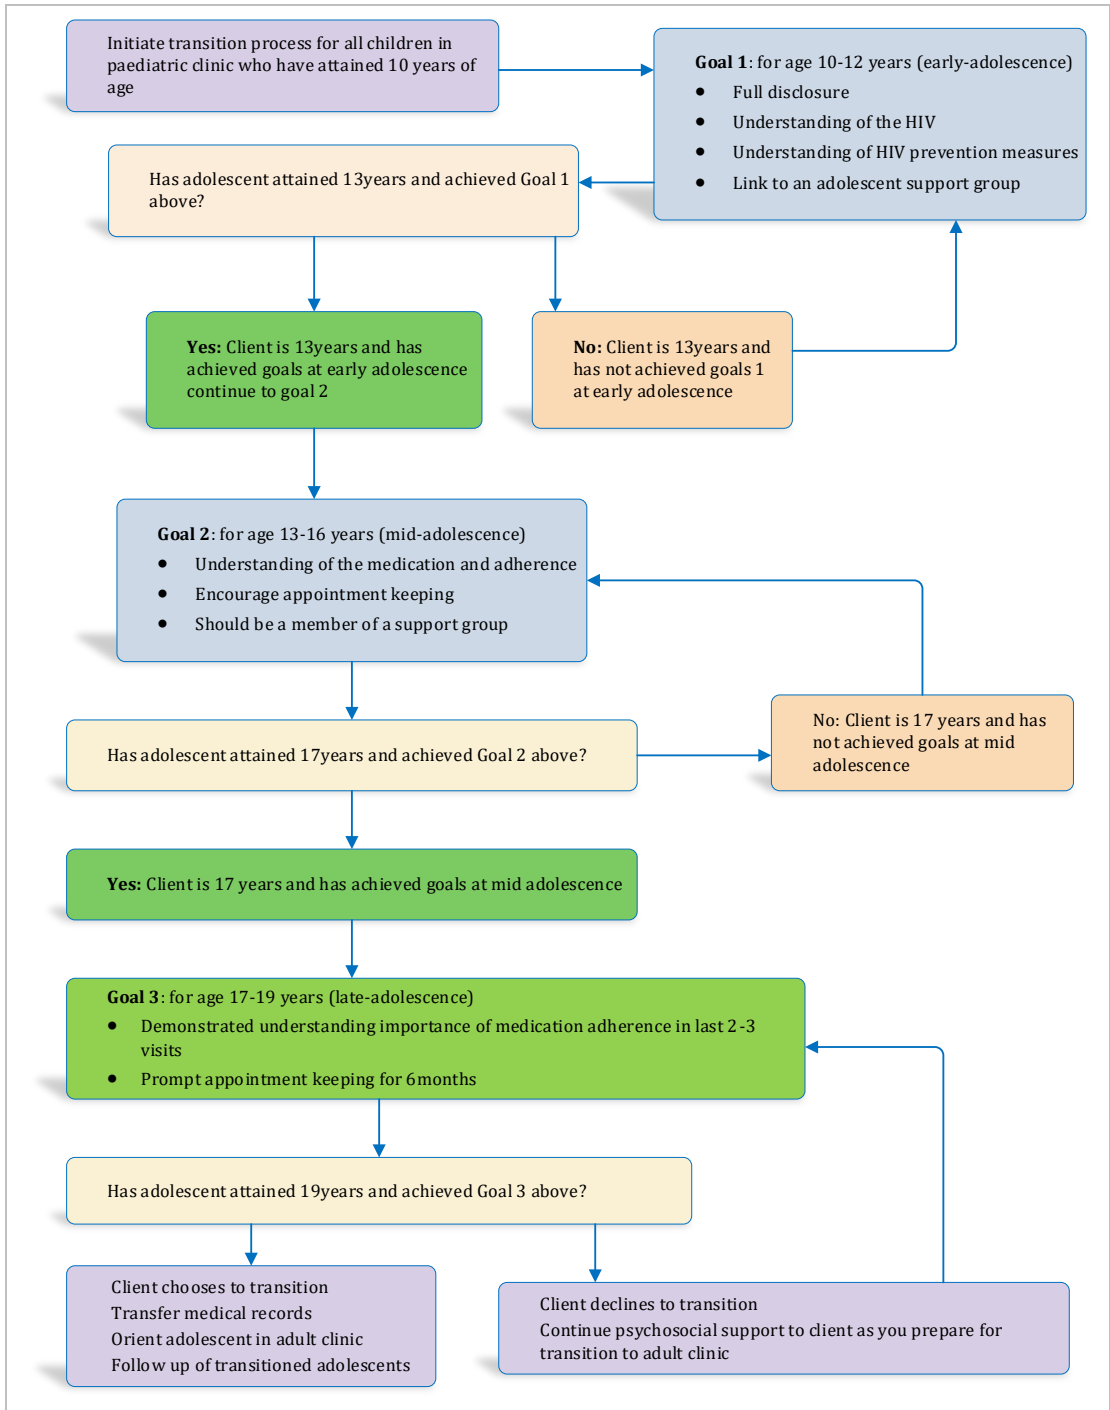 Initiate transition process for all children in
paediatric clinic who have attained 10 years of
age
Goal 1: for age 10-12 years (early-adolescence)
• Full disclosure
• Understanding of the HIV
• Understanding of HIV prevention measures
• Link to an adolescent support group
Has adolescent attained 13years and achieved Goal 1
above?
Yes: Client is 13years and has
achieved goals at early adolescence
continue to goal 2
No: Client is 13years and
has not achieved goals 1
at early adolescence
Goal 2: for age 13-16 years (mid-adolescence)
• Understanding of the medication and adherence
• Encourage appointment keeping
• Should be a member of a support group
Has adolescent attained 17years and achieved Goal 2 above?
No: Client is 17 years and has
not achieved goals at mid
adolescence
Yes: Client is 17 years and has achieved goals at mid adolescence
Goal 3: for age 17-19 years (late-adolescence)
• Demonstrated understanding importance of medication adherence in last 2-3
visits
• Prompt appointment keeping for 6months
Has adolescent attained 19years and achieved Goal 3 above?
Client chooses to transition
Transfer medical records
Orient adolescent in adult clinic
Follow up of transitioned adolescents
Client declines to transition
Continue psychosocial support to client as you prepare for
transition to adult clinic